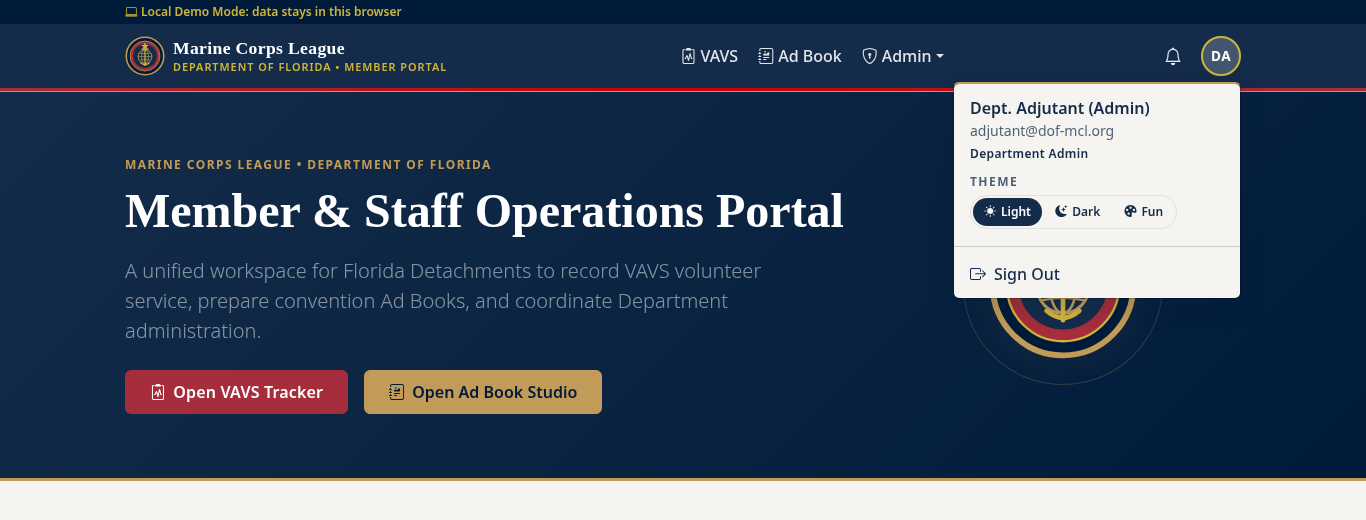 Local Demo Mode: data stays in this browser
Marine Corps League
DEPARTMENT OF FLORIDA • MEMBER PORTAL
VAVS
Ad Book
Admin
DA
Dept. Adjutant (Admin)
adjutant@dof-mcl.org
Department Admin
THEME
Light
Dark
Fun
Sign Out
MARINE CORPS LEAGUE • DEPARTMENT OF FLORIDA
Member & Staff Operations Portal
A unified workspace for Florida Detachments to record VAVS volunteer
service, prepare convention Ad Books, and coordinate Department
administration.
Open VAVS Tracker
Open Ad Book Studio